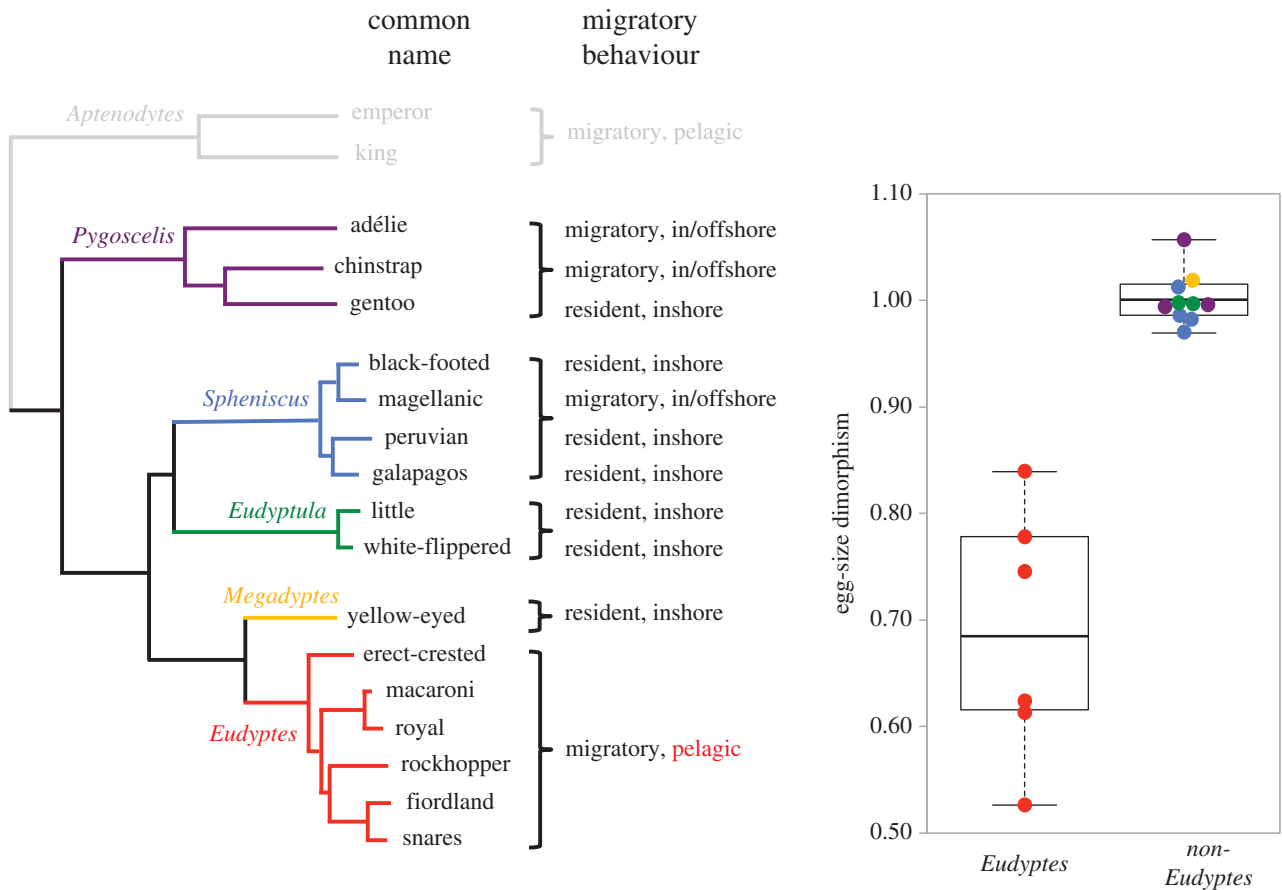 common
name
migratory
behaviour
Aptenodytes
emperor
king
migratory, pelagic
Pygoscelis
adélie
migratory, in/offshore
chinstrap
migratory, in/offshore
gentoo
resident, inshore
Spheniscus
black-footed
resident, inshore
magellanic
migratory, in/offshore
peruvian
resident, inshore
galapagos
resident, inshore
Eudyptula
little
resident, inshore
white-flippered
resident, inshore
Megadyptes
yellow-eyed
resident, inshore
Eudyptes
erect-crested
macaroni
royal
rockhopper
fiordland
snares
migratory, pelagic
egg-size dimorphism
1.10
1.00
0.90
0.80
0.70
0.60
0.50
Eudyptes
non-
Eudyptes